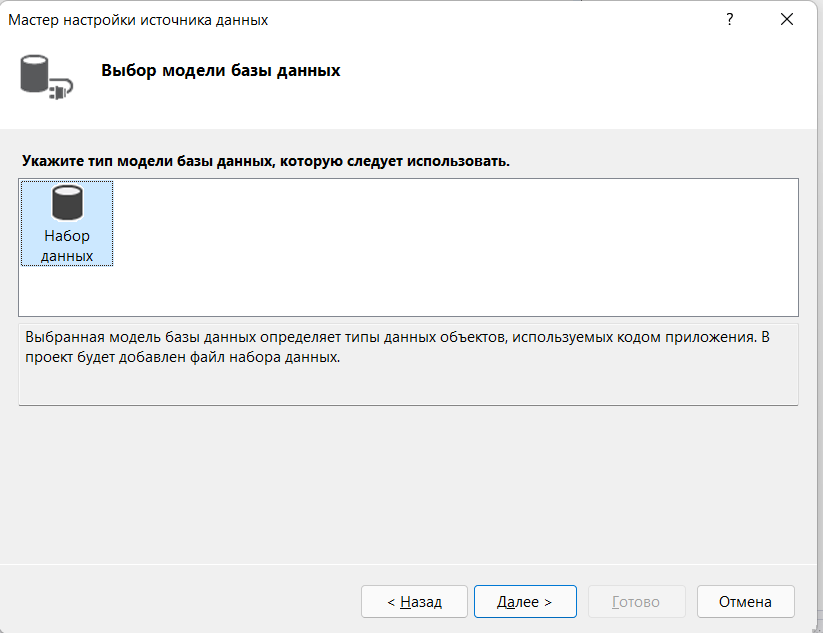 Мастер настройки источника данных
?
Выбор модели базы данных
Укажите тип модели базы данных, которую следует использовать.
Набор
данных
Выбранная модель базы данных определяет типы данных объектов, используемых кодом приложения. В
проект будет добавлен файл набора данных.
< Назад
Далее >
Готово
Отмена